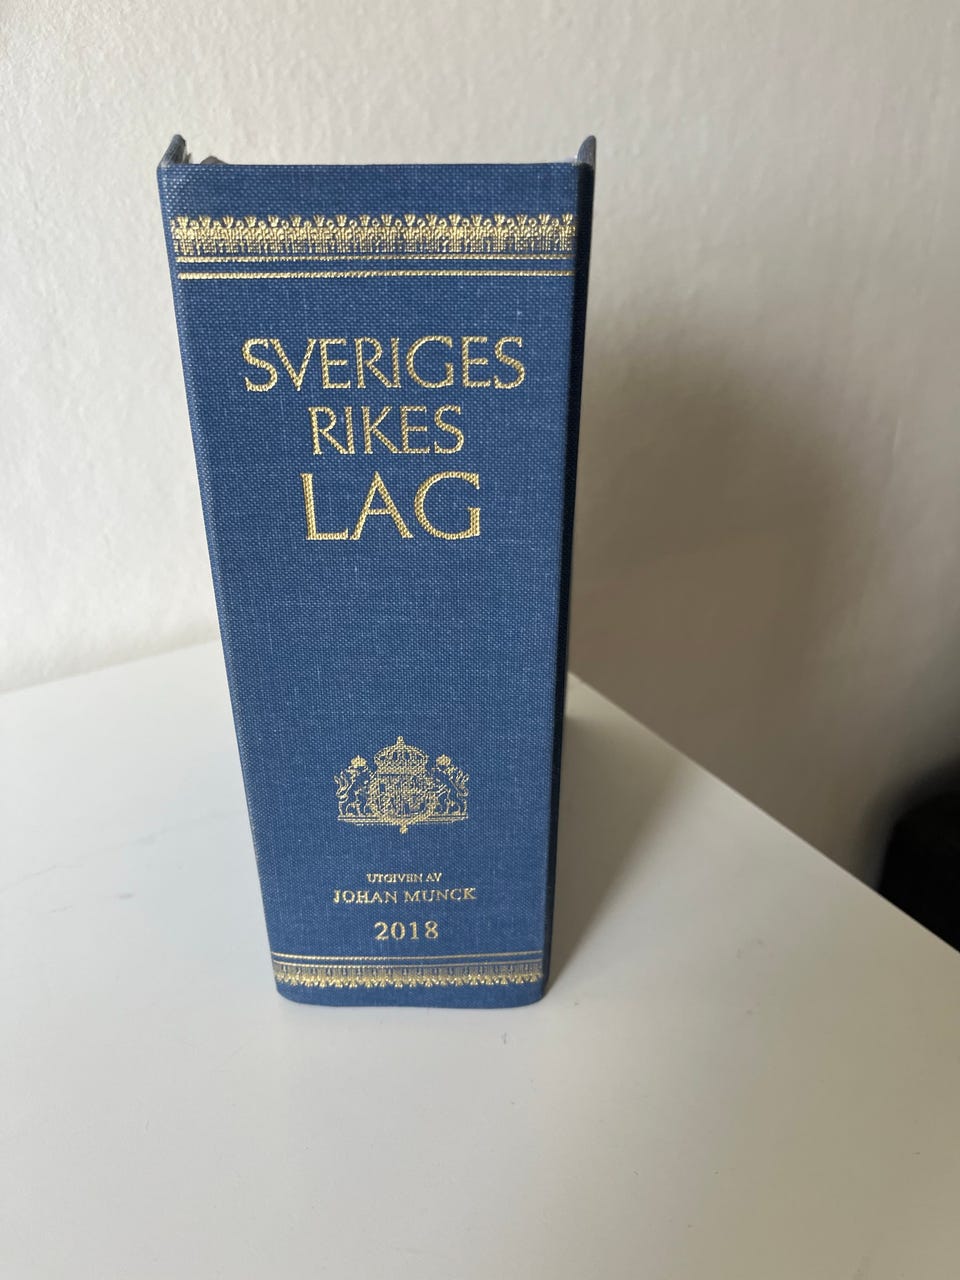 SVERIGES
RIKES
LAG
UTGIVEN AV
JOHAN MUNCK
2018